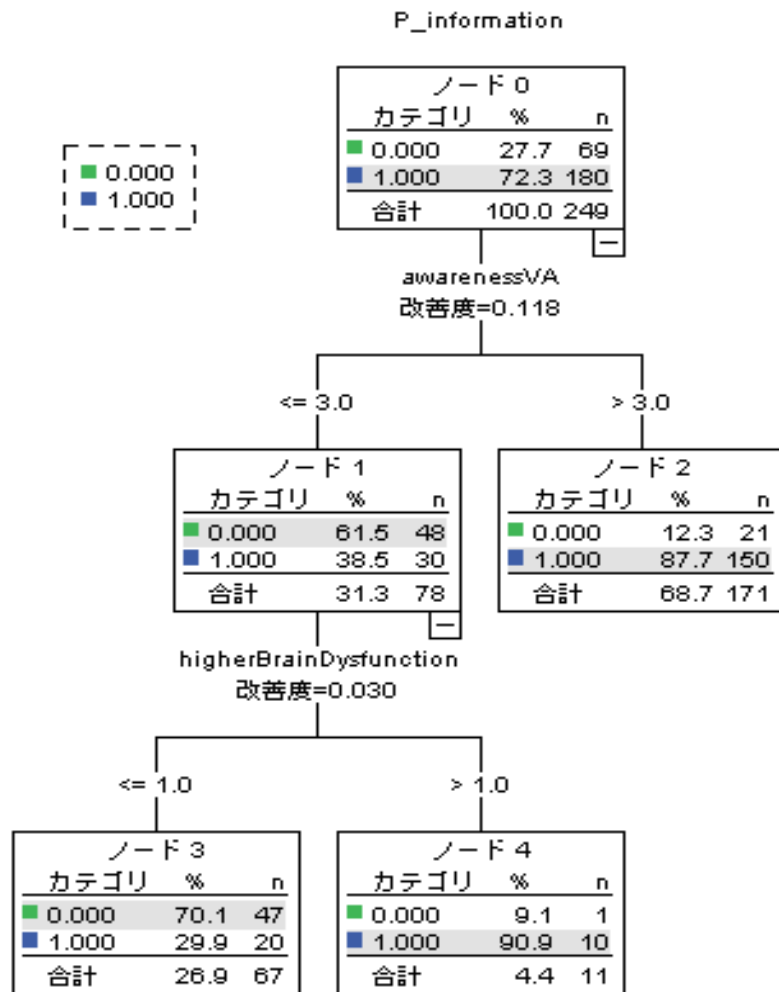 P_information
ノード 0
カテゴリ % n
0.000 27.7 69
1.000 72.3 180
合計 100.0 249
0.000
1.000
awarenessVA
改善度=0.118
<= 3.0
> 3.0
ノード 1
カテゴリ % n
0.000 61.5 48
1.000 38.5 30
合計 31.3 78
ノード 2
カテゴリ % n
0.000 12.3 21
1.000 87.7 150
合計 68.7 171
higherBrainDysfunction
改善度=0.030
<= 1.0
> 1.0
ノード 3
カテゴリ % n
0.000 70.1 47
1.000 29.9 20
合計 26.9 67
ノード 4
カテゴリ % n
0.000 9.1 1
1.000 90.9 10
合計 4.4 11